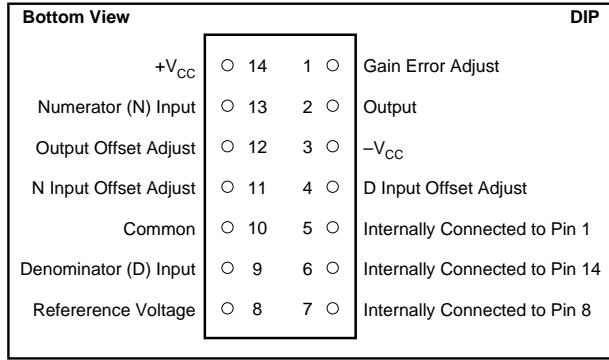 Bottom View DIP
+VCC 14 1 Gain Error Adjust
Numerator (N) Input 13 2 Output
Output Offset Adjust 12 3 –VCC
N Input Offset Adjust 11 4 D Input Offset Adjust
Common 10 5 Internally Connected to Pin 1
Denominator (D) Input 9 6 Internally Connected to Pin 14
Refererence Voltage 8 7 Internally Connected to Pin 8